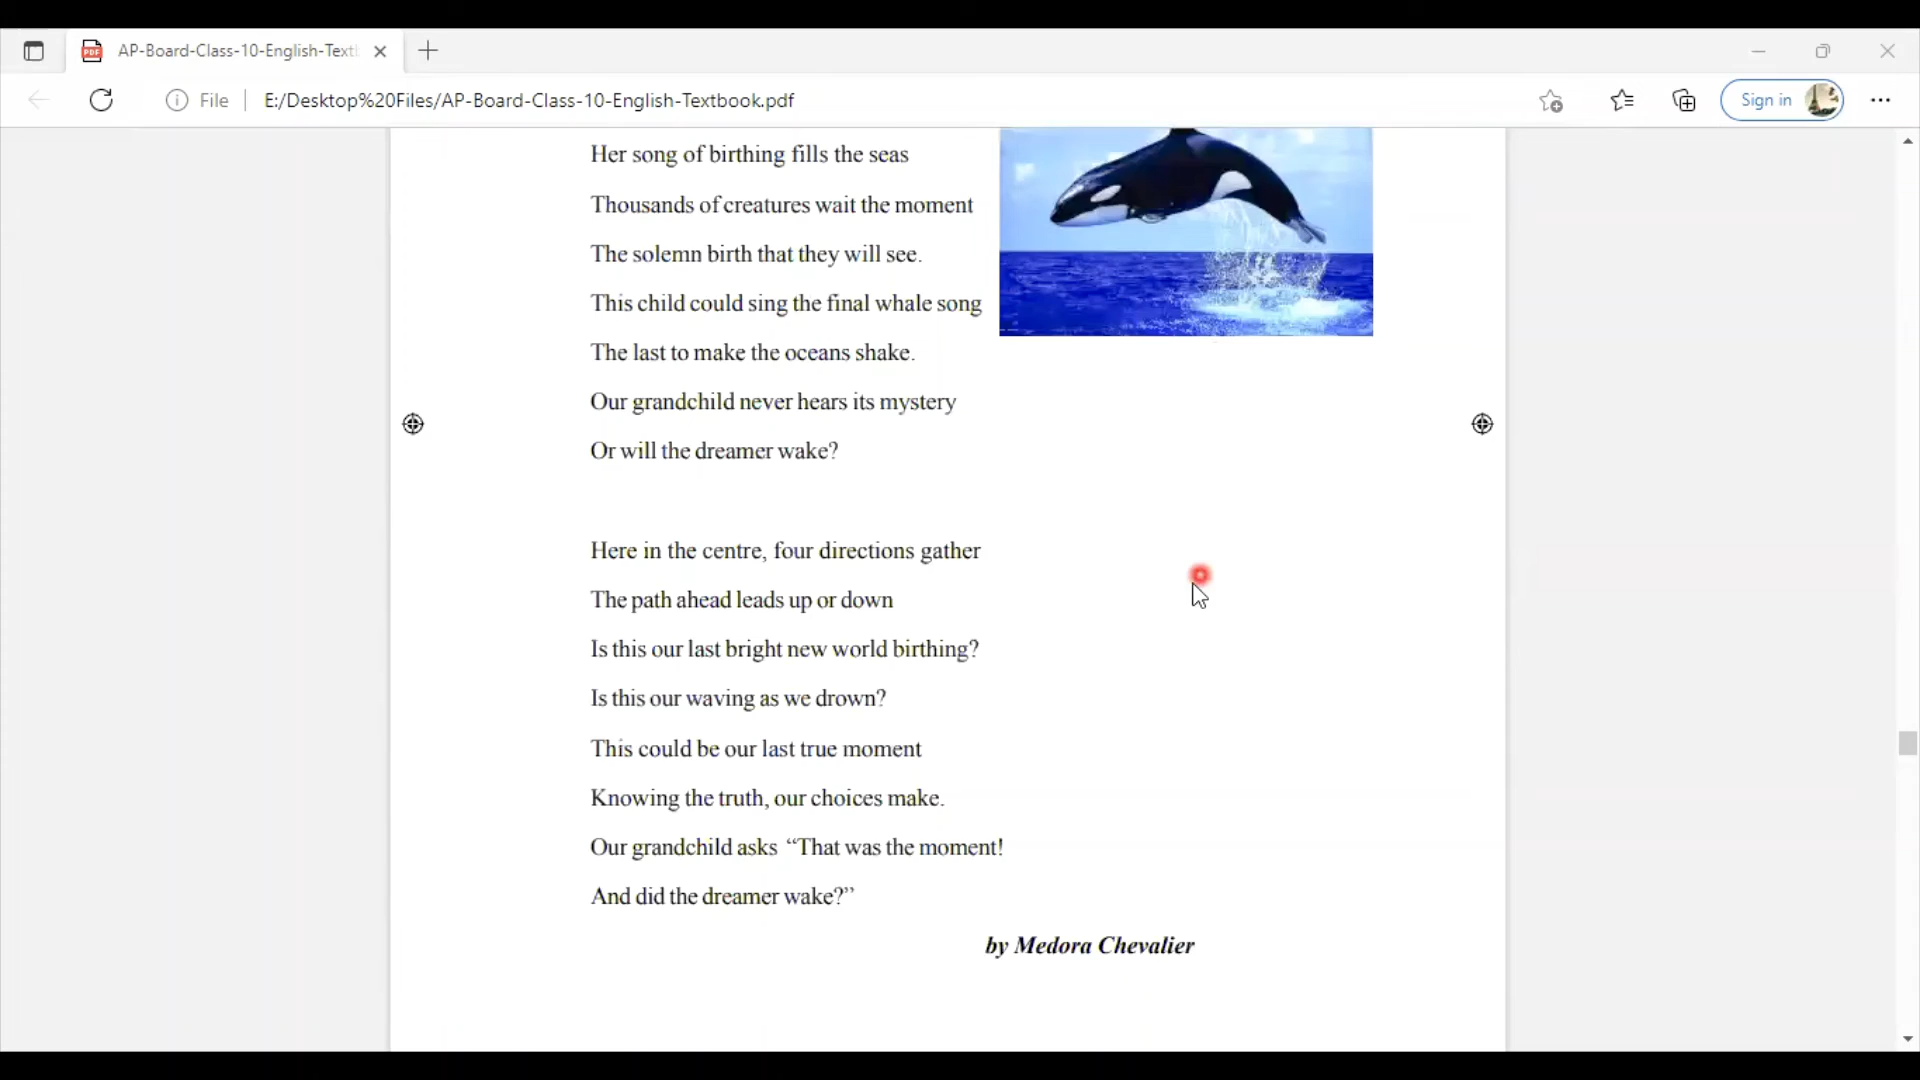 AP-Board-Class-10-English-Text
File
E:/Desktop%20Files/AP-Board-Class-10-English-Textbook.pdf
Sign in
Her song of birthing fills the seas
Thousands of creatures wait the moment
The solemn birth that they will see.
This child could sing the final whale song
The last to make the oceans shake.
Our grandchild never hears its mystery
Or will the dreamer wake?
Here in the centre, four directions gather
The path ahead leads up or down
Is this our last bright new world birthing?
Is this our waving as we drown?
This could be our last true moment
Knowing the truth, our choices make.
Our grandchild asks “That was the moment!
And did the dreamer wake?”
by Medora Chevalier